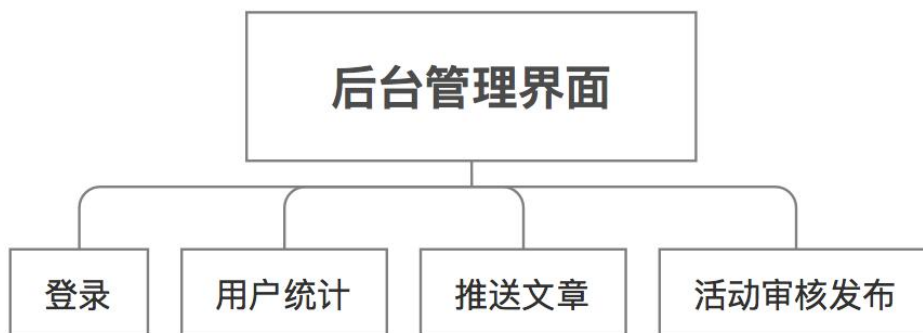 后台管理界面
登录
用户统计
推送文章
活动审核发布